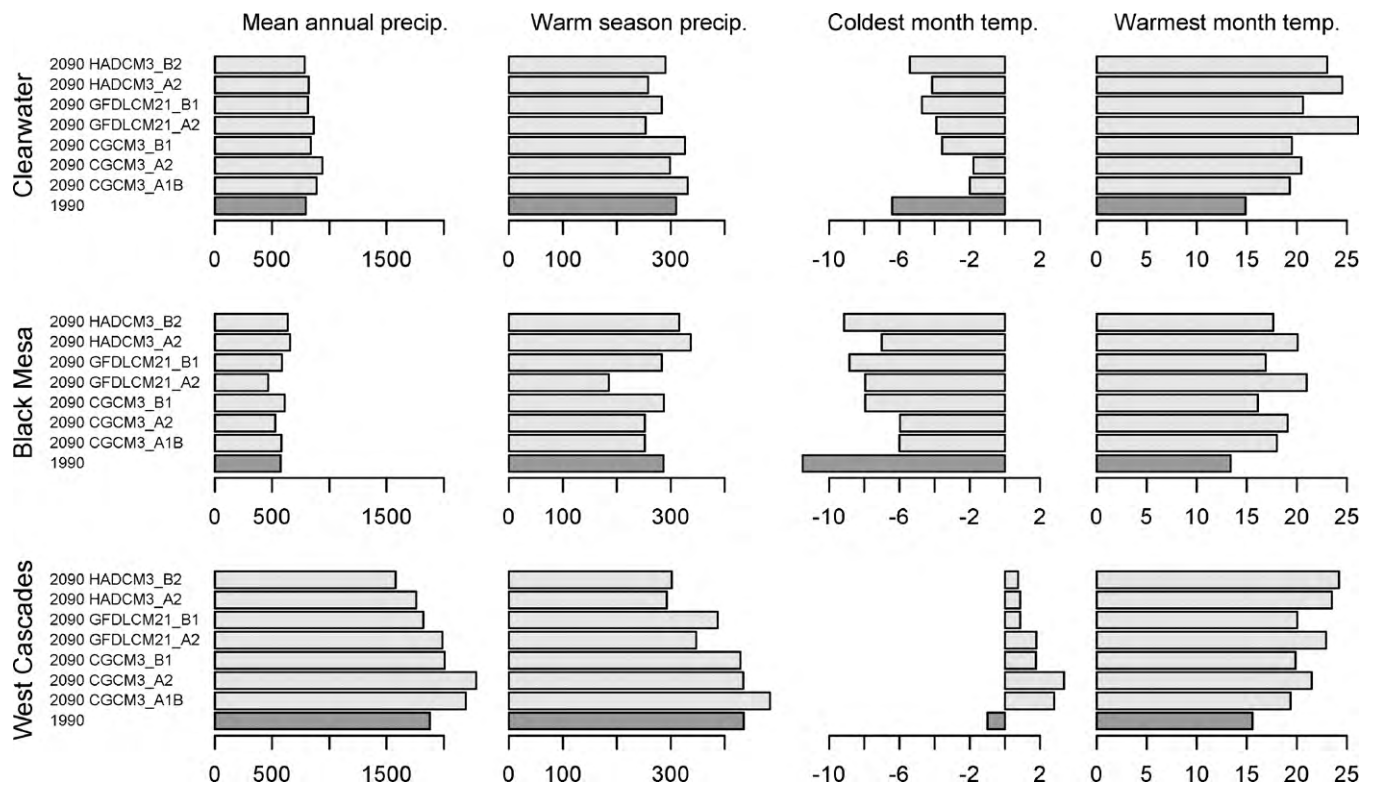 Mean annual precip. Warm season precip. Coldest month temp. Warmest month temp.
Clearwater
2090 HADCM3_B2
2090 HADCM3_A2
2090 GFDLCM21_B1
2090 GFDLCM21_A2
2090 CGCM3_B1
2090 CGCM3_A2
2090 CGCM3_A1B
1990
0 500 1500 0 100 300 -10 -6 -2 2 0 5 10 15 20 25
Black Mesa
2090 HADCM3_B2
2090 HADCM3_A2
2090 GFDLCM21_B1
2090 GFDLCM21_A2
2090 CGCM3_B1
2090 CGCM3_A2
2090 CGCM3_A1B
1990
0 500 1500 0 100 300 -10 -6 -2 2 0 5 10 15 20 25
West Cascades
2090 HADCM3_B2
2090 HADCM3_A2
2090 GFDLCM21_B1
2090 GFDLCM21_A2
2090 CGCM3_B1
2090 CGCM3_A2
2090 CGCM3_A1B
1990
0 500 1500 0 100 300 -10 -6 -2 2 0 5 10 15 20 25